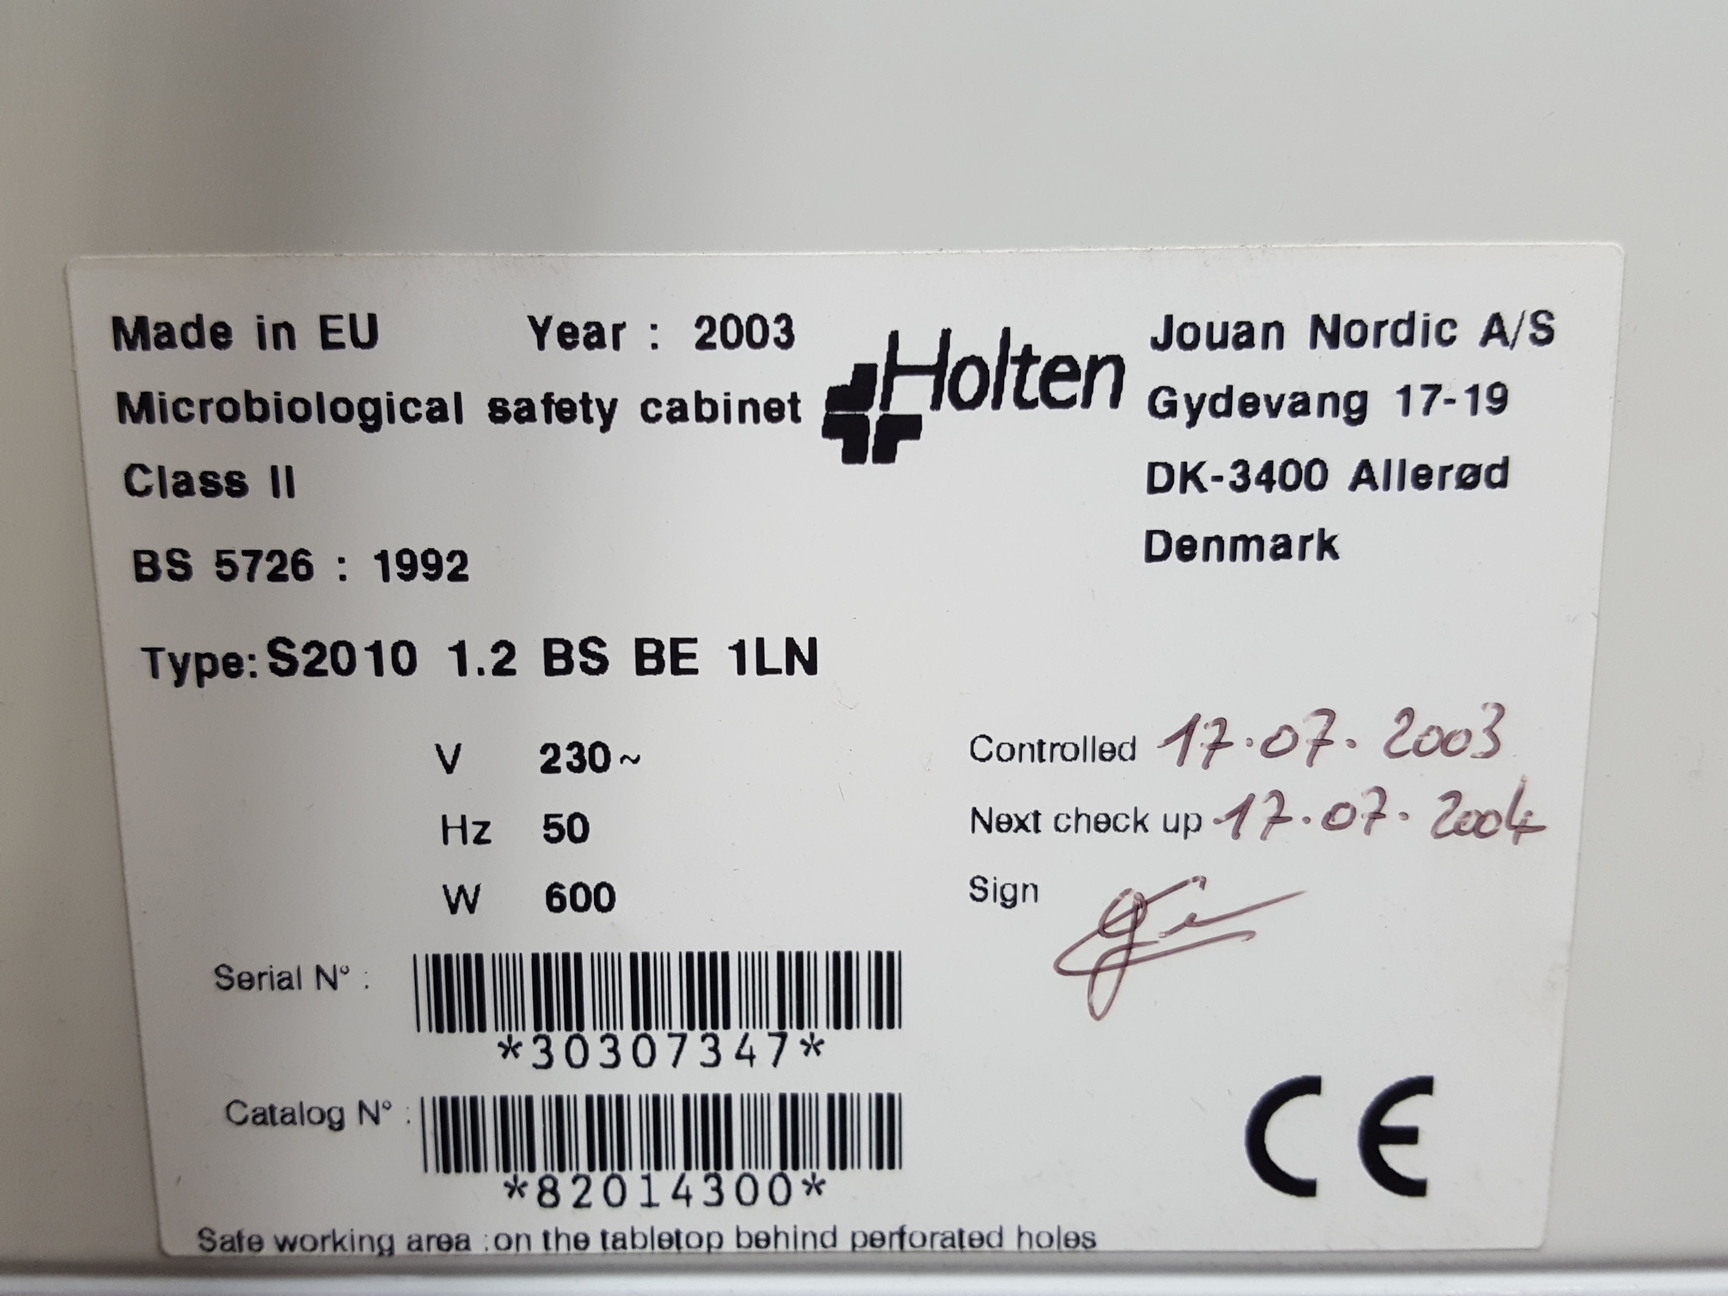 Made in EU Year : 2003
Microbiological safety cabinet
Class II
BS 5726 : 1992
Holten
Jouan Nordic A/S
Gydevang 17-19
DK-3400 Allerød
Denmark
Type: S2010 1.2 BS BE 1LN
V 230~
Hz 50
W 600
Controlled 17.07.2003
Next check up 17.07.2004
Sign
Serial N° :
*30307347*
Catalog N° :
*82014300*
CE
Safe working area :on the tabletop behind perforated holes